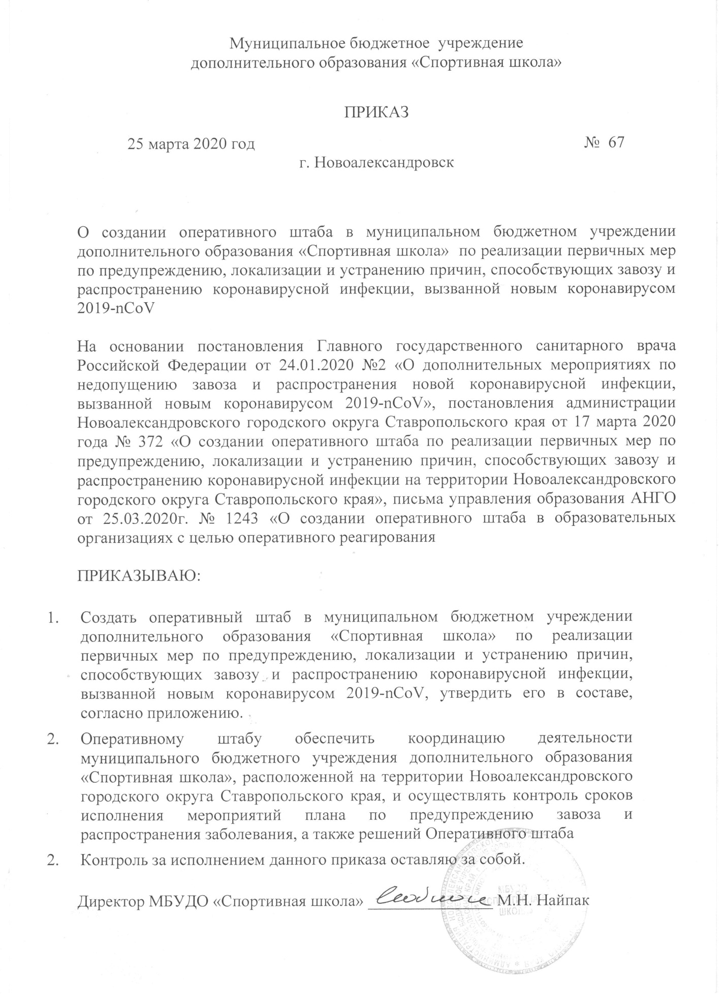 Муниципальное бюджетное учреждение
дополнительного образования «Спортивная школа»
ПРИКАЗ
25 марта 2020 год № 67
г. Новоалександровск
О создании оперативного штаба в муниципальном бюджетном учреждении
дополнительного образования «Спортивная школа» по реализации первичных мер
по предупреждению, локализации и устранению причин, способствующих завозу и
распространению коронавирусной инфекции, вызванной новым коронавирусом
2019-nCoV
На основании постановления Главного государственного санитарного врача
Российской Федерации от 24.01.2020 №2 «О дополнительных мероприятиях по
недопущению завоза и распространения новой коронавирусной инфекции,
вызванной новым коронавирусом 2019-nCoV», постановления администрации
Новоалександровского городского округа Ставропольского края от 17 марта 2020
года № 372 «О создании оперативного штаба по реализации первичных мер по
предупреждению, локализации и устранению причин, способствующих завозу и
распространению коронавирусной инфекции на территории Новоалександровского
городского округа Ставропольского края», письма управления образования АНГО
от 25.03.2020г. № 1243 «О создании оперативного штаба в образовательных
организациях с целью оперативного реагирования
ПРИКАЗЫВАЮ:
1. Создать оперативный штаб в муниципальном бюджетном учреждении
дополнительного образования «Спортивная школа» по реализации
первичных мер по предупреждению, локализации и устранению причин,
способствующих завозу и распространению коронавирусной инфекции,
вызванной новым коронавирусом 2019-nCoV, утвердить его в составе,
согласно приложению.
2. Оперативному штабу обеспечить координацию деятельности
муниципального бюджетного учреждения дополнительного образования
«Спортивная школа», расположенной на территории Новоалександровского
городского округа Ставропольского края, и осуществлять контроль сроков
исполнения мероприятий плана по предупреждению завоза и
распространения заболевания, а также решений Оперативного штаба
2. Контроль за исполнением данного приказа оставляю за собой.
Директор МБУДО «Спортивная школа» М.Н. Найпак
МБУДО
ШКОЛА